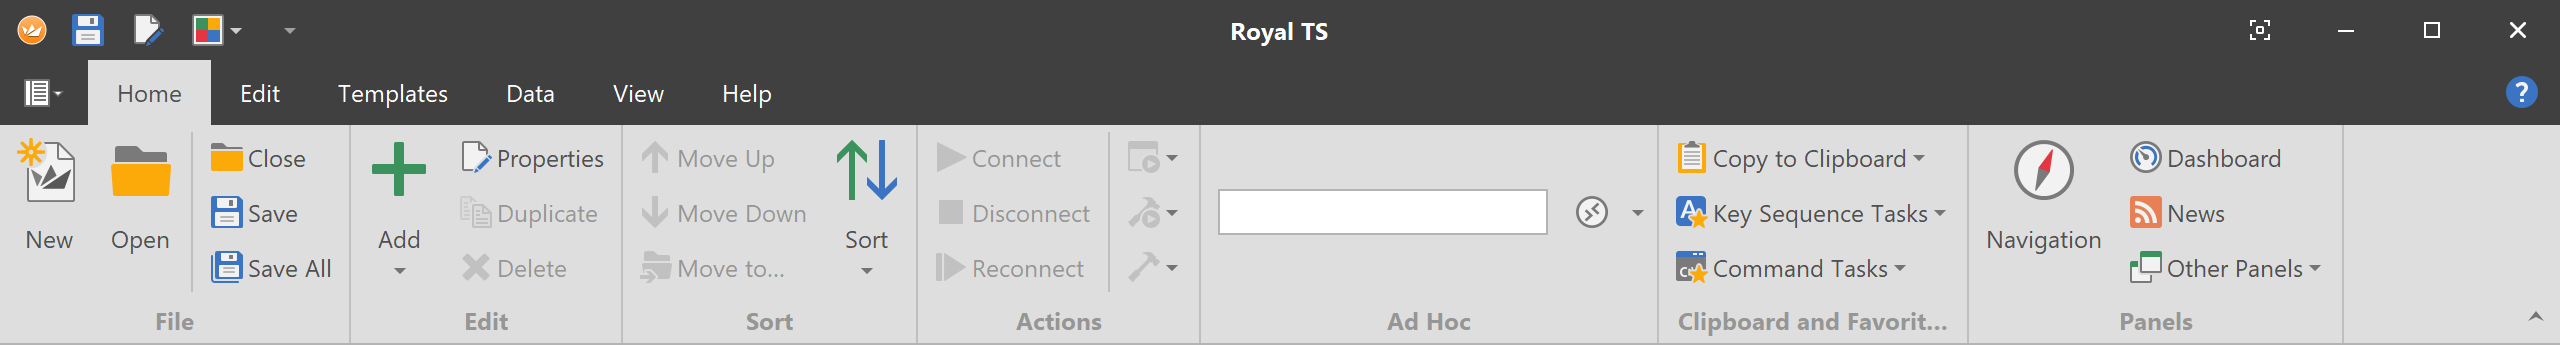 Royal TS
Home Edit Templates Data View Help ?
New
Open
Close
Save
Save All
File
Add
Properties
Duplicate
Delete
Edit
Move Up
Move Down
Move to...
Sort
Sort
Connect
Disconnect
Reconnect
Actions
Ad Hoc
Copy to Clipboard
Key Sequence Tasks
Command Tasks
Clipboard and Favorit...
Navigation
Dashboard
News
Other Panels
Panels